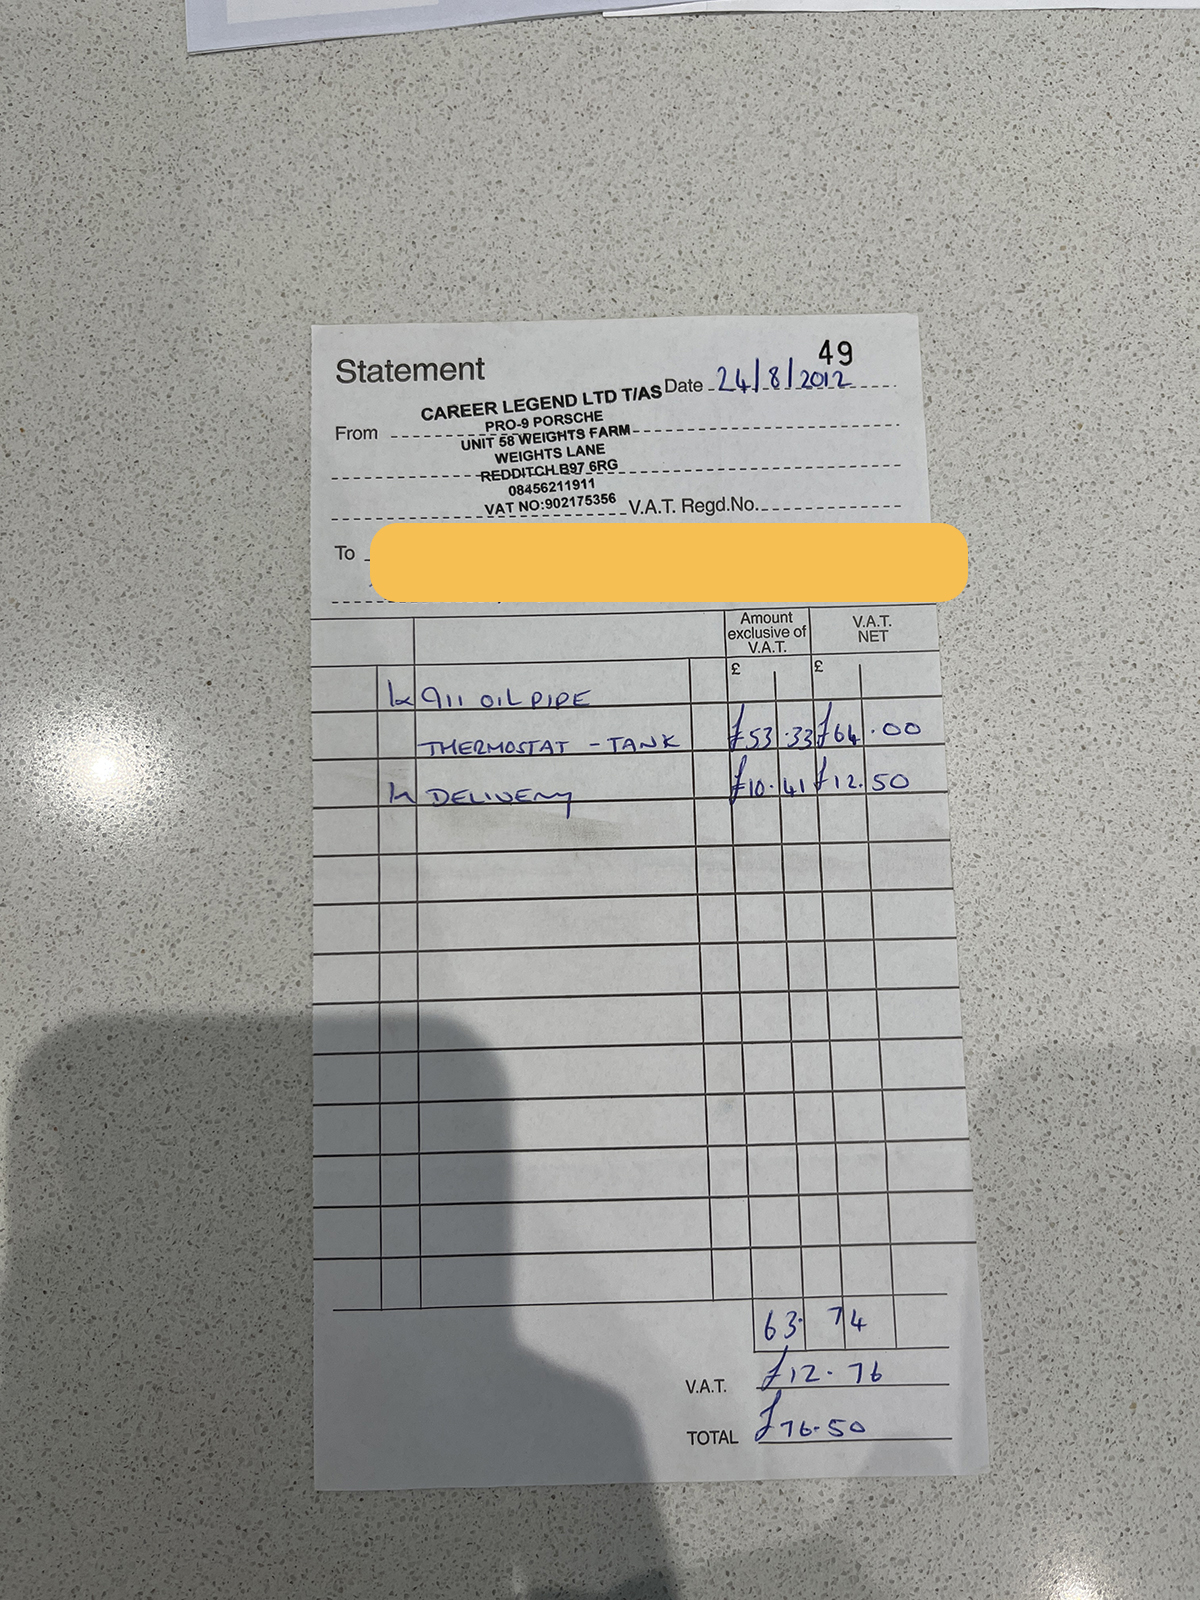 49
Statement
Date 24/8/2012
CAREER LEGEND LTD T/AS
PRO-9 PORSCHE
From
UNIT 58 WEIGHTS FARM
WEIGHTS LANE
REDDITCH.B97 6RG
08456211911
VAT NO:902175356 V.A.T. Regd.No.
To
Amount exclusive of V.A.T. V.A.T. NET
£ £
1x 911 OIL PIPE
THERMOSTAT - TANK £53.33 £64.00
1x DELIVERY £10.41 £12.50
63.74
V.A.T. £12.76
TOTAL £76.50